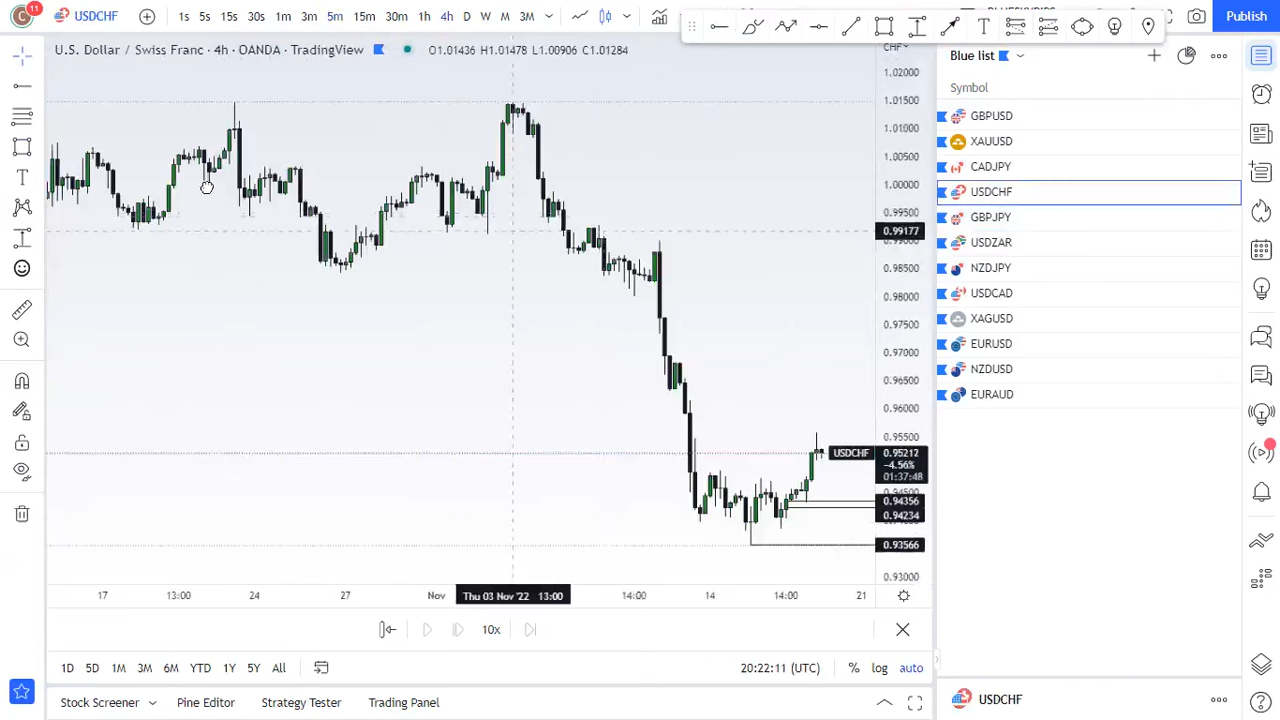 C 11 USDCHF 1s 5s 15s 30s 1m 3m 5m 15m 30m 1h 4h D W M 3M Publish
U.S. Dollar / Swiss Franc · 4h · OANDA · TradingView O1.01436 H1.01478 L1.00906 C1.01284
CHF
1.02000
1.01500
1.01000
1.00500
1.00000
0.99500
0.99177
0.98500
0.98000
0.97500
0.97000
0.96500
0.96000
0.95500
USDCHF 0.95212
−4.56%
01:37:48
0.94356
0.94234
0.93566
0.93000
17 13:00 24 27 Nov Thu 03 Nov '22 13:00 14:00 14 14:00 21
10x
1D 5D 1M 3M 6M YTD 1Y 5Y All 20:22:11 (UTC) % log auto
Stock Screener Pine Editor Strategy Tester Trading Panel
Blue list
Symbol
GBPUSD
XAUUSD
CADJPY
USDCHF
GBPJPY
USDZAR
NZDJPY
USDCAD
XAGUSD
EURUSD
NZDUSD
EURAUD
USDCHF